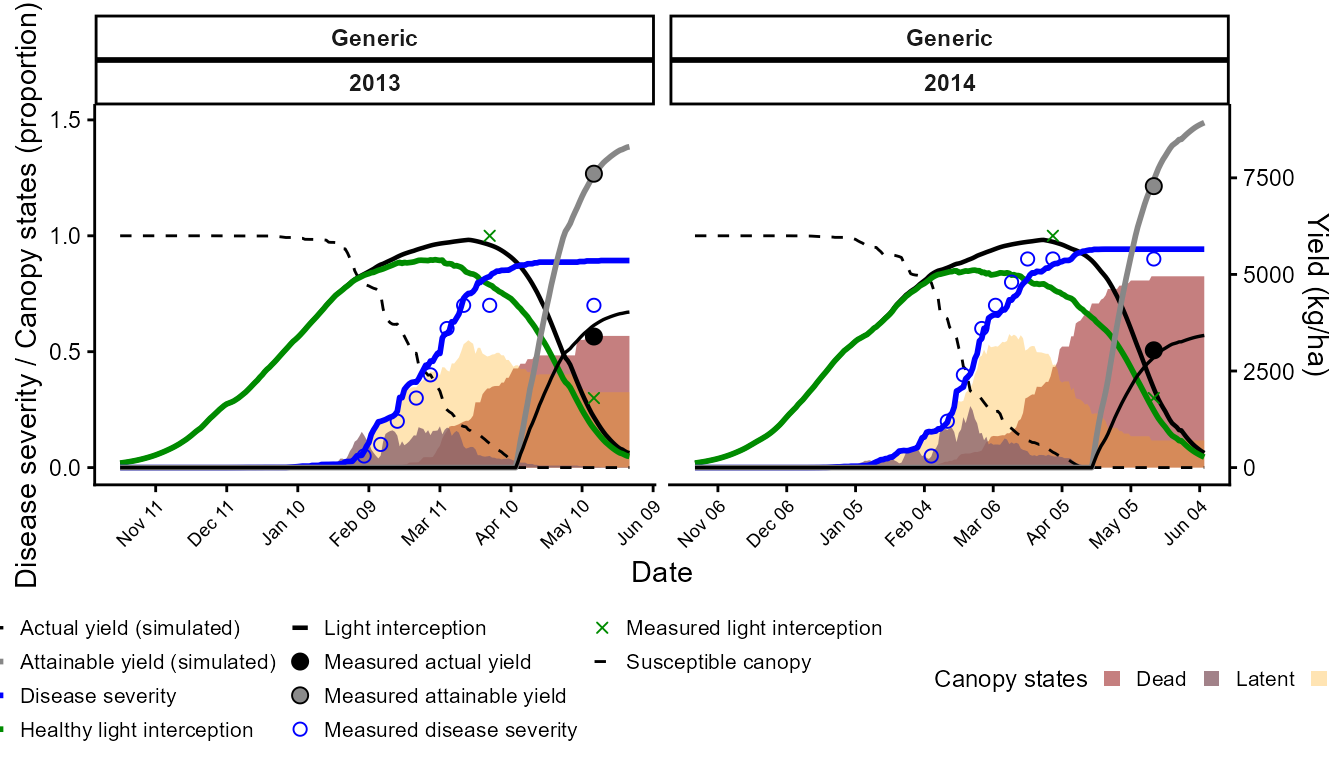 Generic
Generic
2013
2014
Disease severity / Canopy states (proportion)
1.5
1.0
0.5
0.0
7500
5000
2500
0
Yield (kg/ha)
Nov 11
Dec 11
Jan 10
Feb 09
Mar 11
Apr 10
May 10
Jun 09
Nov 06
Dec 06
Jan 05
Feb 04
Mar 06
Apr 05
May 05
Jun 04
Date
Actual yield (simulated)
Light interception
Measured light interception
Attainable yield (simulated)
Measured actual yield
Susceptible canopy
Disease severity
Measured attainable yield
Healthy light interception
Measured disease severity
Canopy states
Dead
Latent